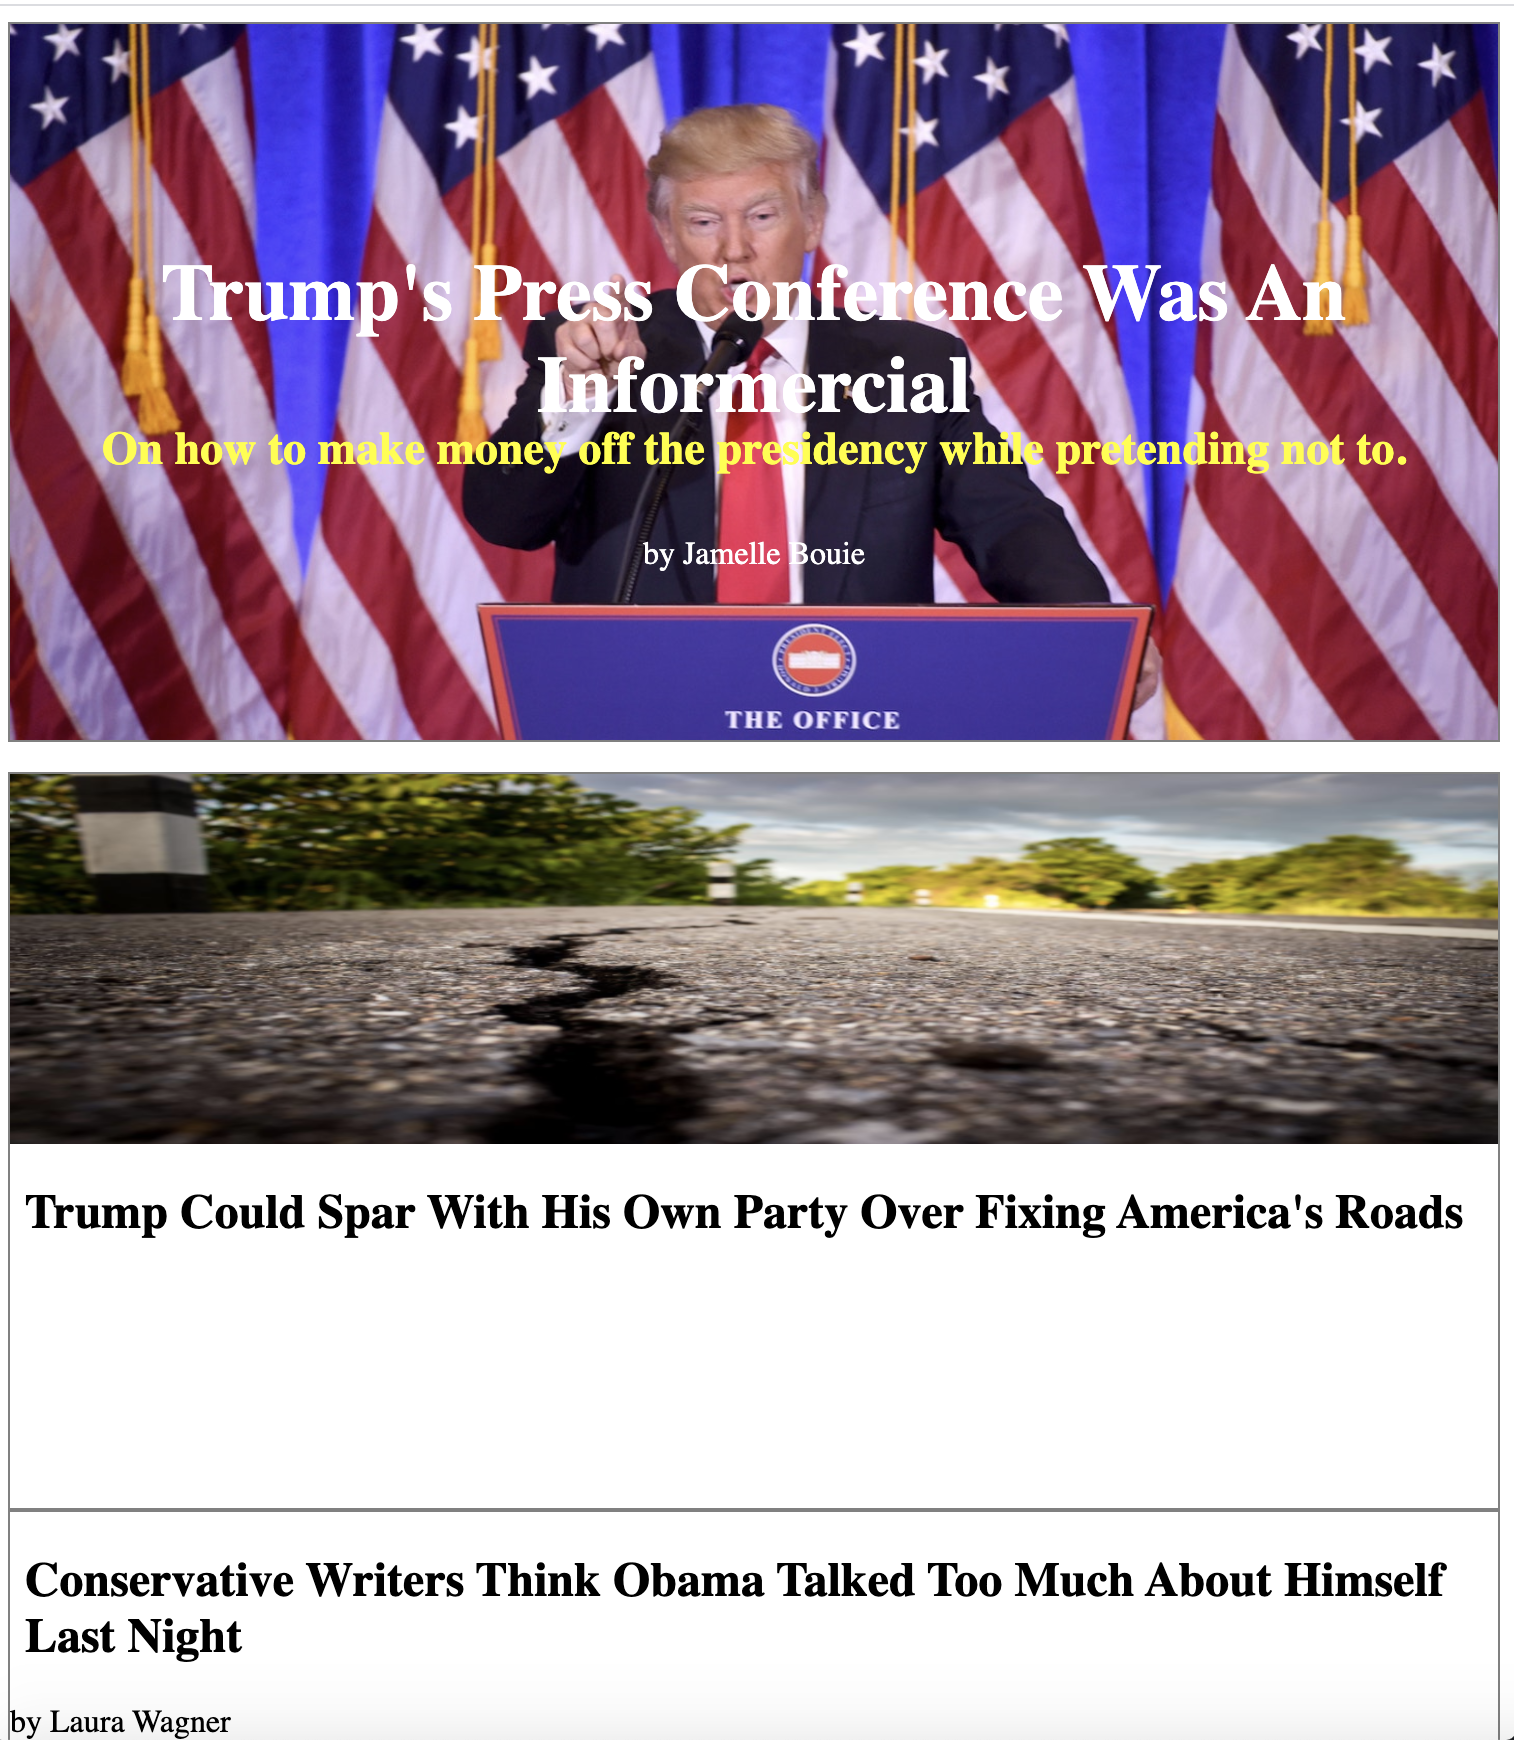 Trump's Press Conference Was An
Informercial
On how to make money off the presidency while pretending not to.
by Jamelle Bouie
THE OFFICE
Trump Could Spar With His Own Party Over Fixing America's Roads
Conservative Writers Think Obama Talked Too Much About Himself
Last Night
by Laura Wagner